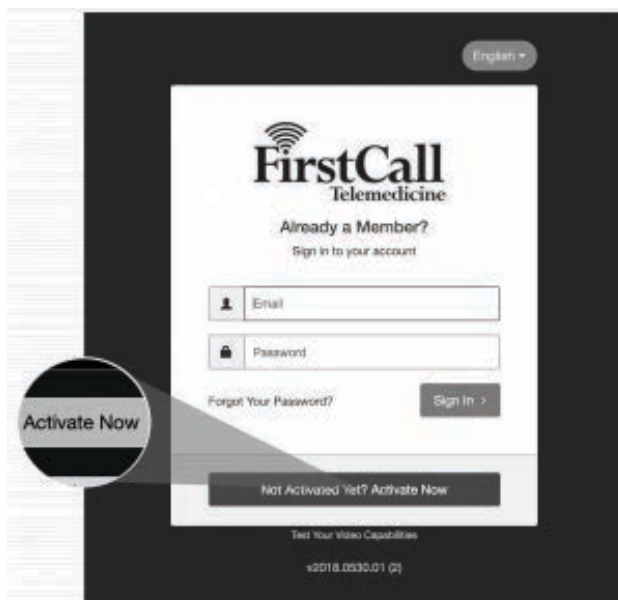 English
FirstCall
Telemedicine
Already a Member?
Sign in to your account
Email
Password
Forgot Your Password?
Sign In >
Activate Now
Not Activated Yet? Activate Now
Test Your Video Capabilities
v2018.0530.01 (2)